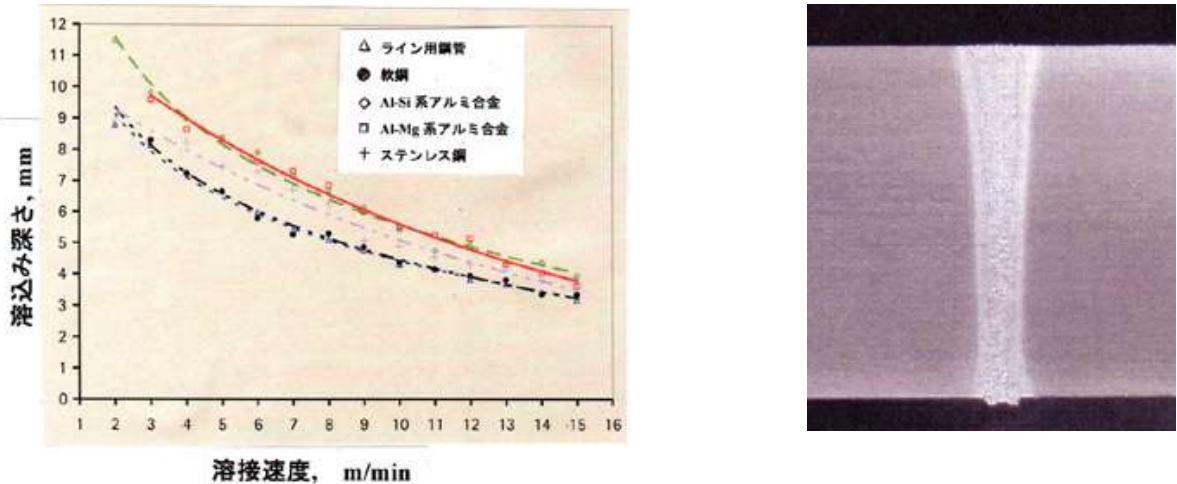 12
11
10
9
8
7
6
5
4
3
2
1
0
溶込み深さ, mm
△ ライン用鋼管
● 軟鋼
◇ Al-Si 系アルミ合金
□ Al-Mg 系アルミ合金
+ ステンレス鋼
1 2 3 4 5 6 7 8 9 10 11 12 13 14 15 16
溶接速度, m/min